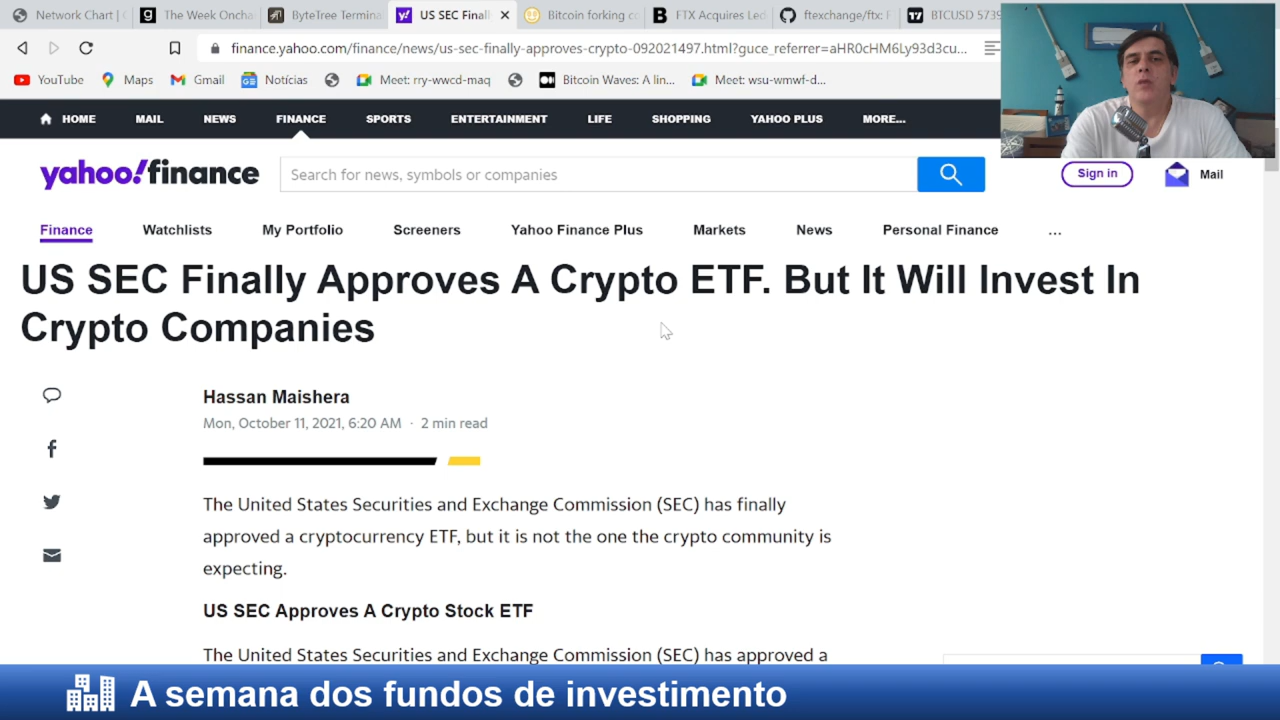 Network Chart | C
The Week Oncha
ByteTree Termina
US SEC Finall
Bitcoin forking co
FTX Acquires Led
ftexchange/ftx: F
BTCUSD 5739
finance.yahoo.com/finance/news/us-sec-finally-approves-crypto-092021497.html?guce_referrer=aHR0cHM6Ly93d3cu...
YouTube
Maps
Gmail
Notícias
Meet: rry-wwcd-maq
Bitcoin Waves: A lin...
Meet: wsu-wmwf-d...
HOME
MAIL
NEWS
FINANCE
SPORTS
ENTERTAINMENT
LIFE
SHOPPING
YAHOO PLUS
MORE...
yahoo!finance
Search for news, symbols or companies
Sign in
Mail
Finance
Watchlists
My Portfolio
Screeners
Yahoo Finance Plus
Markets
News
Personal Finance
...
US SEC Finally Approves A Crypto ETF. But It Will Invest In
Crypto Companies
Hassan Maishera
Mon, October 11, 2021, 6:20 AM · 2 min read
The United States Securities and Exchange Commission (SEC) has finally
approved a cryptocurrency ETF, but it is not the one the crypto community is
expecting.
US SEC Approves A Crypto Stock ETF
The United States Securities and Exchange Commission (SEC) has approved a
A semana dos fundos de investimento